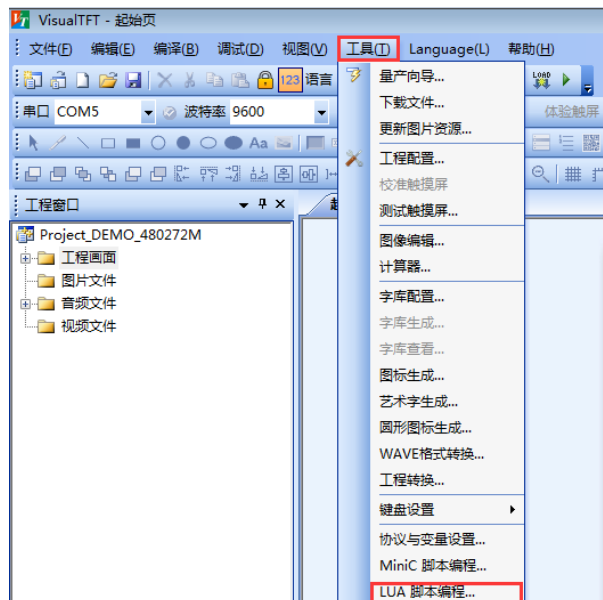 VisualTFT - 起始页
文件(F) 编辑(E) 编译(B) 调试(D) 视图(V) 工具(T) Language(L) 帮助(H)
123 语言 LOAD
串口 COM5 波特率 9600 体验触屏
Aa
工程窗口
Project_DEMO_480272M
工程画面
图片文件
音频文件
视频文件
量产向导...
下载文件...
更新图片资源...
工程配置...
校准触摸屏
测试触摸屏...
图像编辑...
计算器...
字库配置...
字库生成...
字库查看...
图标生成...
艺术字生成...
圆形图标生成...
WAVE格式转换...
工程转换...
键盘设置
协议与变量设置...
MiniC 脚本编程...
LUA 脚本编程...